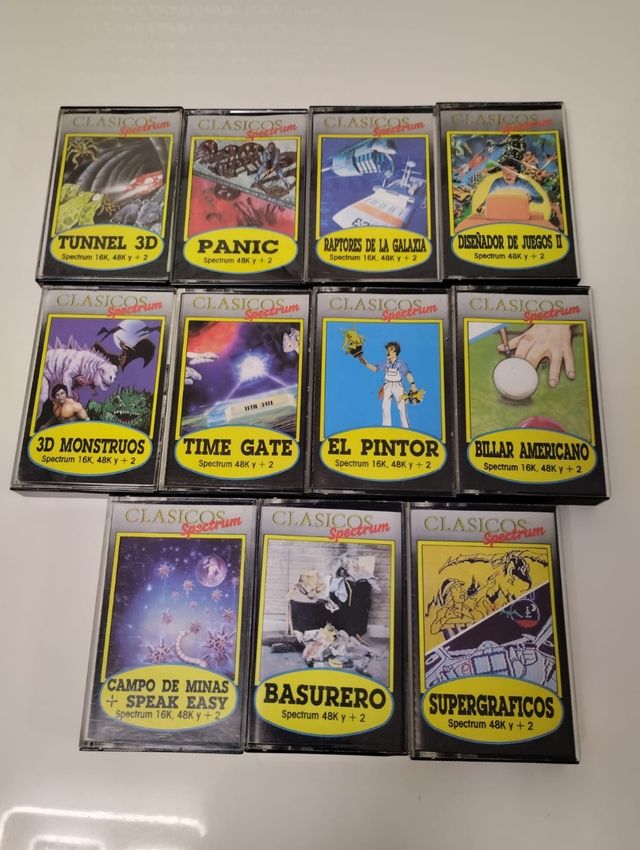 CLASICOS
Spectrum
TUNNEL 3D
Spectrum 16K, 48K y + 2
CLASICOS
Spectrum
PANIC
Spectrum 48K y + 2
CLASICOS
Spectrum
RAPTORES DE LA GALAXIA
Spectrum 16K, 48K y + 2
CLASICOS
Spectrum
DISEÑADOR DE JUEGOS II
Spectrum 48K y + 2
CLASICOS
Spectrum
3D MONSTRUOS
Spectrum 16K, 48K y + 2
CLASICOS
Spectrum
TIME GATE
Spectrum 48K y + 2
CLASICOS
Spectrum
EL PINTOR
Spectrum 16K, 48K y + 2
CLASICOS
Spectrum
BILLAR AMERICANO
Spectrum 16K, 48K y + 2
CLASICOS
Spectrum
CAMPO DE MINAS
+ SPEAK EASY
Spectrum 16K, 48K y + 2
CLASICOS
Spectrum
BASURERO
Spectrum 48K y + 2
CLASICOS
Spectrum
SUPERGRAFICOS
Spectrum 48K y + 2